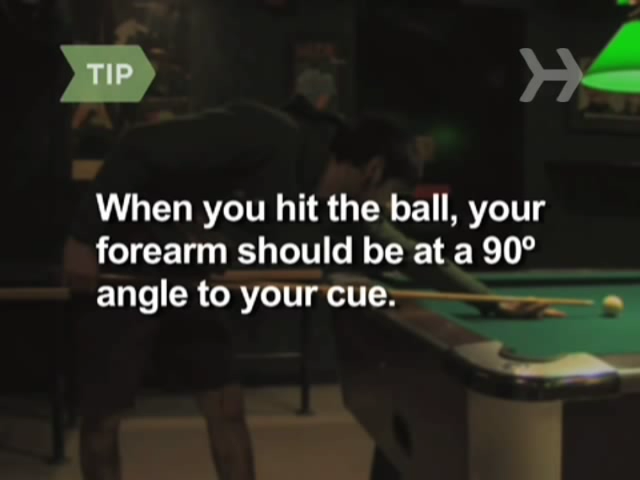 TIP
When you hit the ball, your
forearm should be at a 90º
angle to your cue.